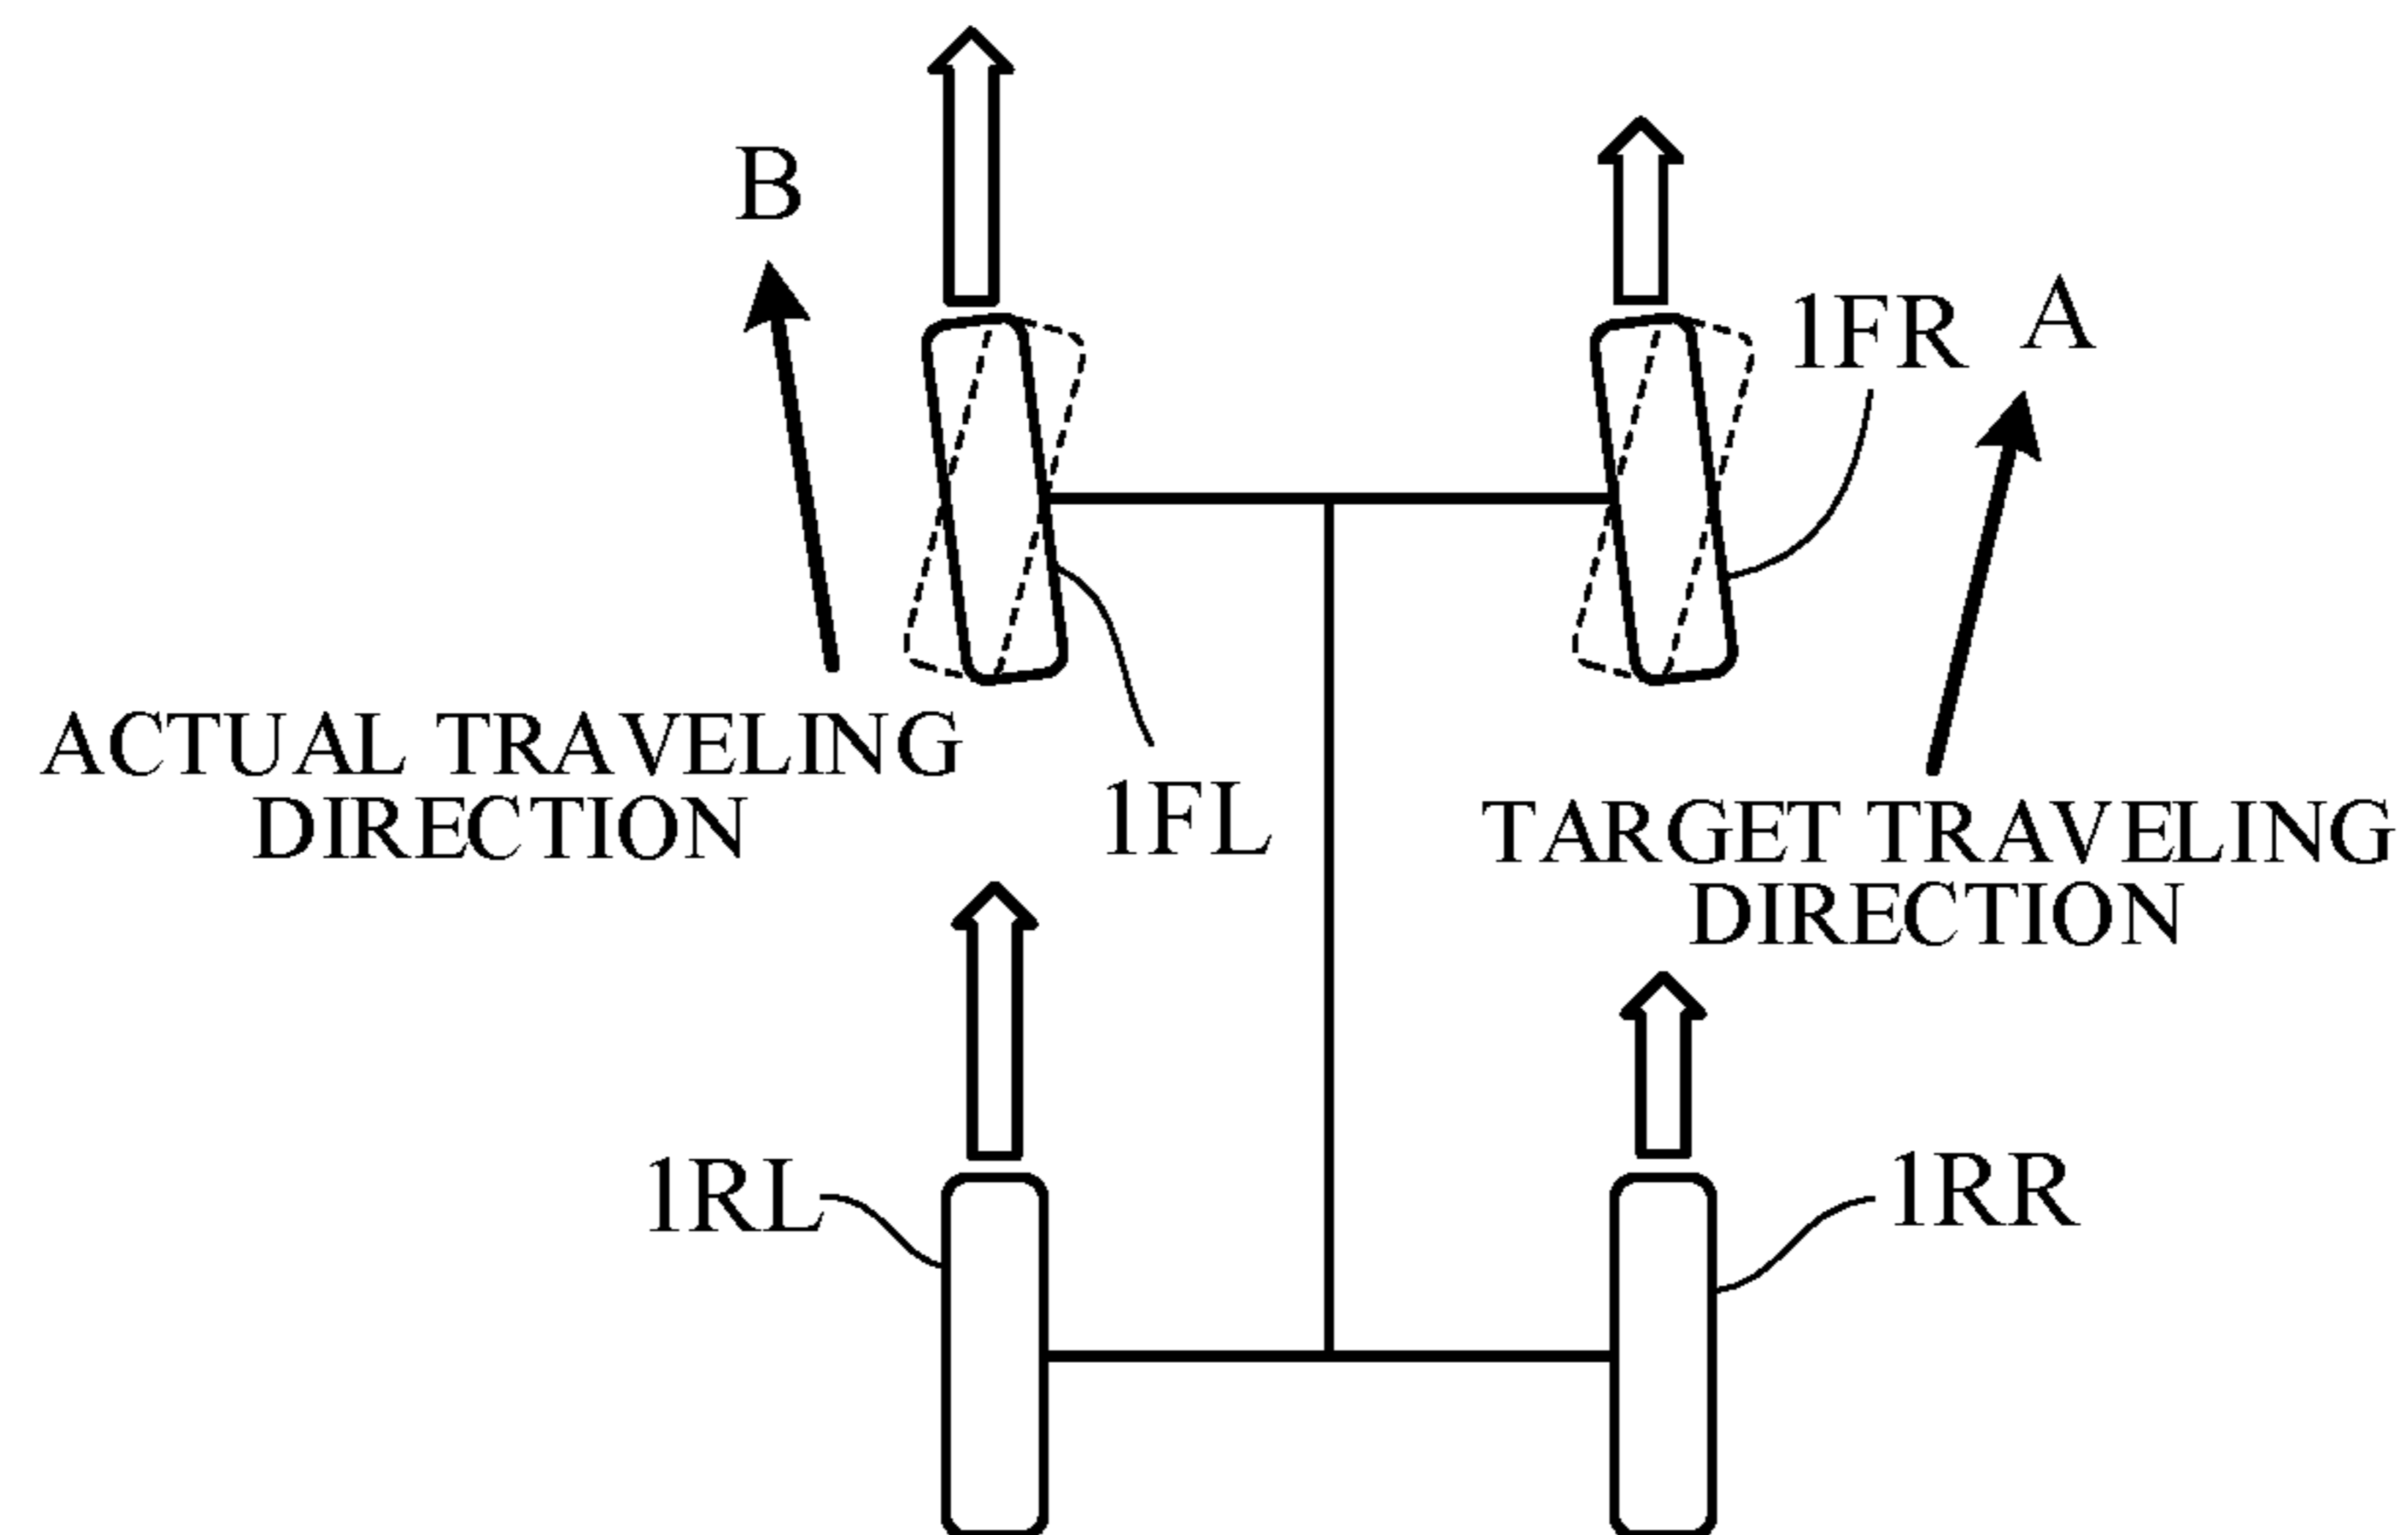 B
1FR
A
ACTUAL TRAVELING
DIRECTION
1FL
TARGET TRAVELING
DIRECTION
1RL
1RR